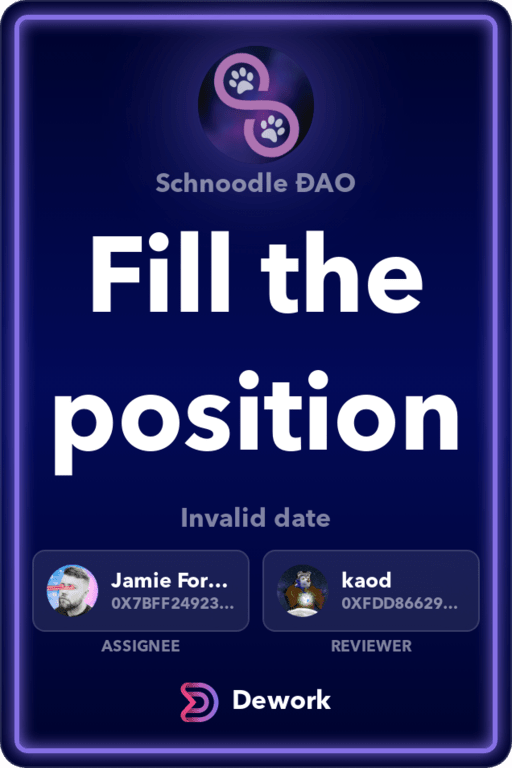 Schnoodle ĐAO
Fill the
position
Invalid date
Jamie For...
0X7BFF24923...
ASSIGNEE
kaod
0XFDD86629...
REVIEWER
Dework